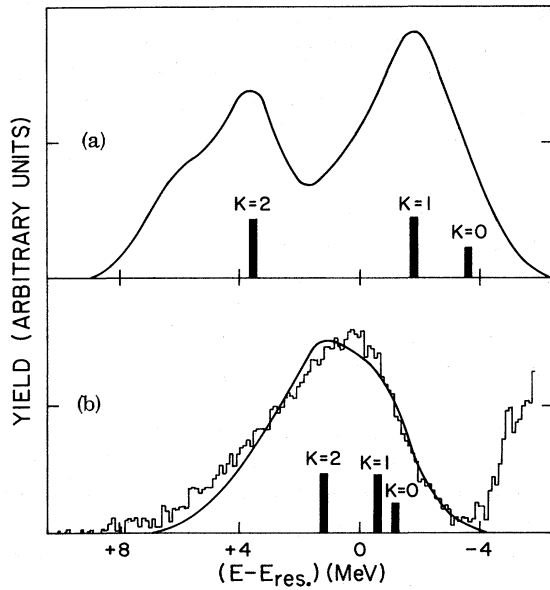 YIELD (ARBITRARY UNITS)
(a)
K=2
K=1
K=0
(b)
K=2
K=1
K=0
+8 +4 0 -4
(E-Eres.) (MeV)